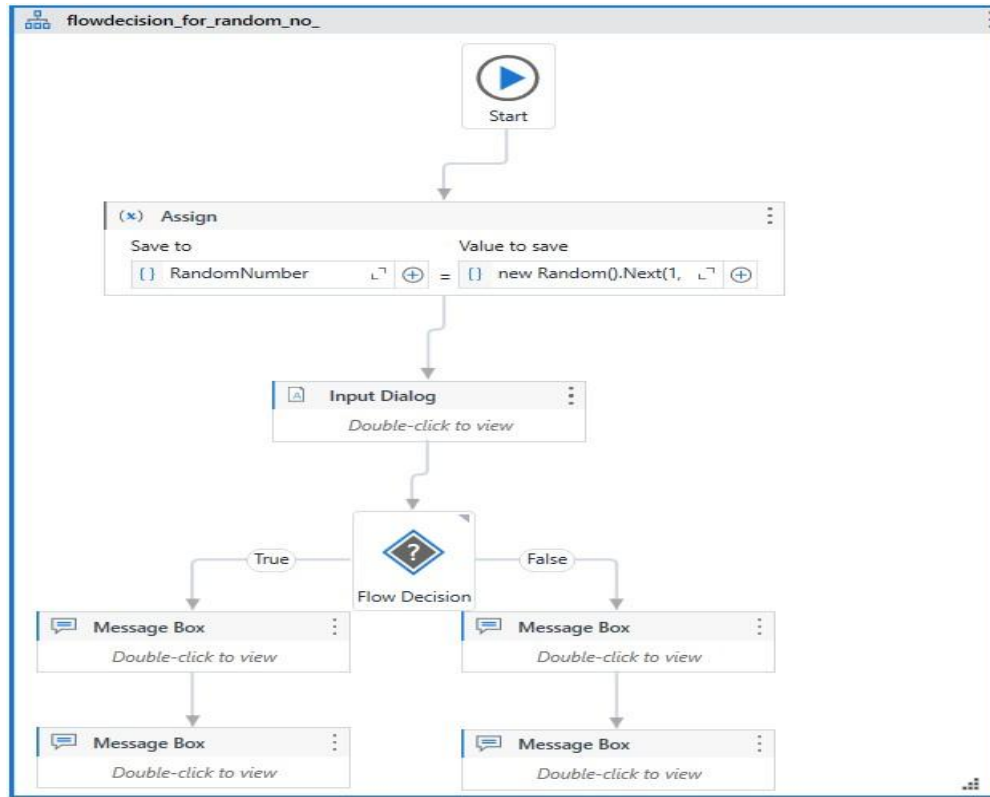 flowdecision_for_random_no_
Start
(x) Assign
Save to Value to save
{} RandomNumber = {} new Random().Next(1,
A Input Dialog
Double-click to view
?
Flow Decision
True False
Message Box Message Box
Double-click to view Double-click to view
Message Box Message Box
Double-click to view Double-click to view